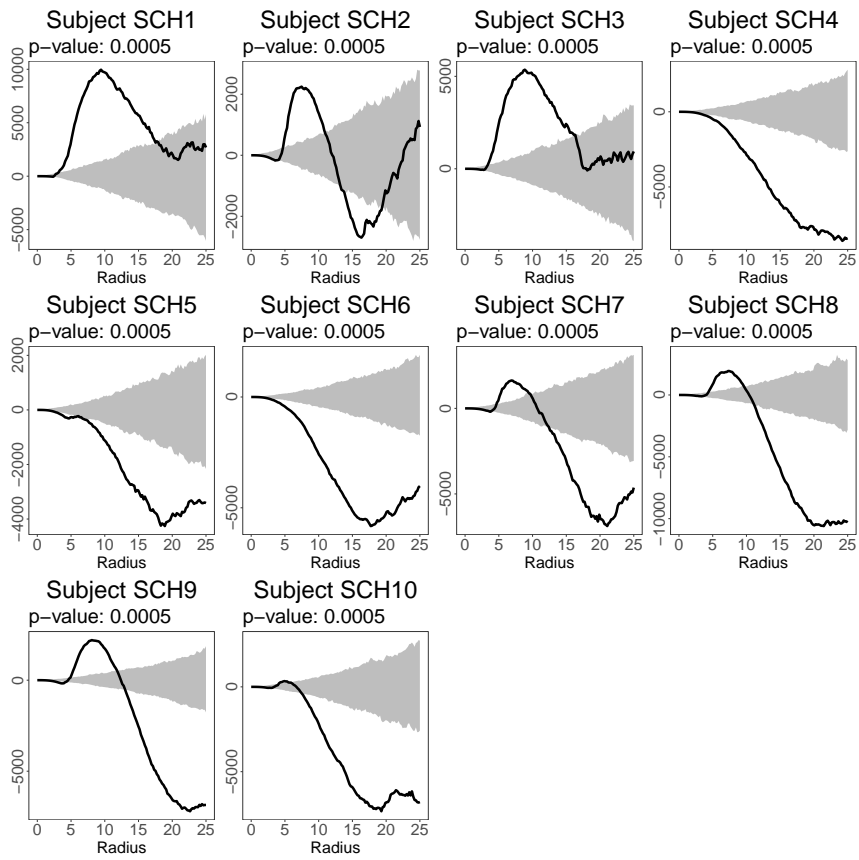 Subject SCH1
p−value: 0.0005
10000
5000
0
−5000
0 5 10 15 20 25
Radius
Subject SCH2
p−value: 0.0005
2000
0
−2000
0 5 10 15 20 25
Radius
Subject SCH3
p−value: 0.0005
5000
0
0 5 10 15 20 25
Radius
Subject SCH4
p−value: 0.0005
0
−5000
0 5 10 15 20 25
Radius
Subject SCH5
p−value: 0.0005
2000
0
−2000
−4000
0 5 10 15 20 25
Radius
Subject SCH6
p−value: 0.0005
0
−5000
0 5 10 15 20 25
Radius
Subject SCH7
p−value: 0.0005
0
−5000
0 5 10 15 20 25
Radius
Subject SCH8
p−value: 0.0005
0
−5000
−10000
0 5 10 15 20 25
Radius
Subject SCH9
p−value: 0.0005
0
−5000
0 5 10 15 20 25
Radius
Subject SCH10
p−value: 0.0005
0
−5000
0 5 10 15 20 25
Radius